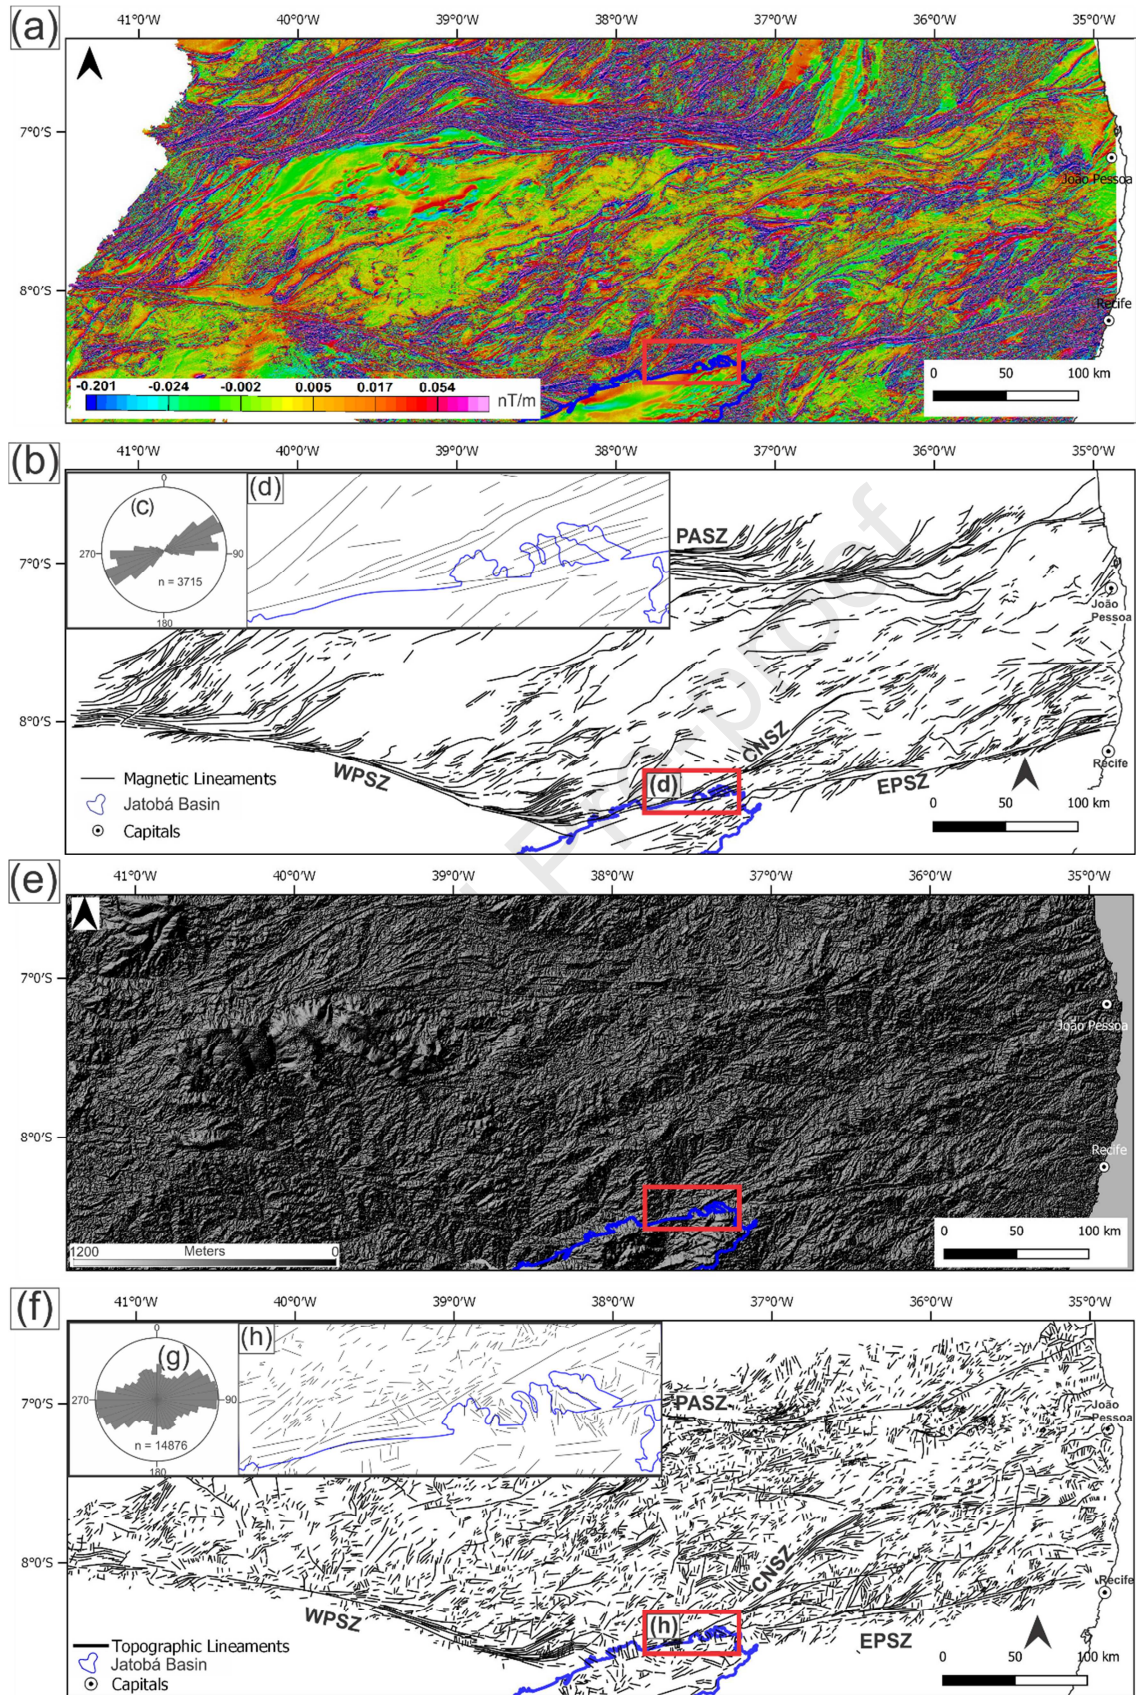 (a)
41°0'W 40°0'W 39°0'W 38°0'W 37°0'W 36°0'W 35°0'W
7°0'S
João Pessoa
8°0'S
Recife
-0.201 -0.024 -0.002 0.005 0.017 0.054
nT/m
0 50 100 km
(b)
41°0'W 40°0'W 39°0'W 38°0'W 37°0'W 36°0'W 35°0'W
(c)
0
270
90
n = 3715
180
(d)
PASZ
7°0'S
João
Pessoa
8°0'S
CNSZ
WPSZ
EPSZ
Recife
(d)
Magnetic Lineaments
Jatobá Basin
Capitals
0 50 100 km
Pre-proof
(e)
41°0'W 40°0'W 39°0'W 38°0'W 37°0'W 36°0'W 35°0'W
7°0'S
João Pessoa
8°0'S
Recife
1200 Meters 0
0 50 100 km
(f)
41°0'W 40°0'W 39°0'W 38°0'W 37°0'W 36°0'W 35°0'W
(g)
0
270
90
n = 14876
180
(h)
PASZ
7°0'S
João
Pessoa
8°0'S
CNSZ
WPSZ
EPSZ
Recife
(h)
Topographic Lineaments
Jatobá Basin
Capitals
0 50 100 km